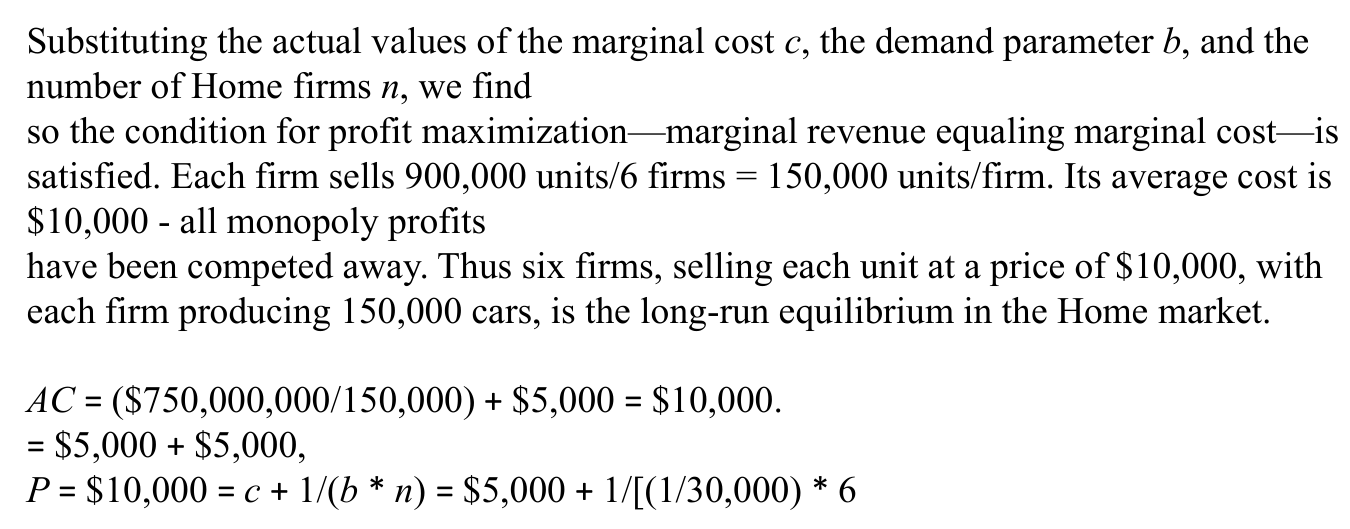 Substituting the actual values of the marginal cost c, the demand parameter b, and the
number of Home firms n, we find
so the condition for profit maximization—marginal revenue equaling marginal cost—is
satisfied. Each firm sells 900,000 units/6 firms = 150,000 units/firm. Its average cost is
$10,000 - all monopoly profits
have been competed away. Thus six firms, selling each unit at a price of $10,000, with
each firm producing 150,000 cars, is the long-run equilibrium in the Home market.
AC = ($750,000,000/150,000) + $5,000 = $10,000.
= $5,000 + $5,000,
P = $10,000 = c + 1/(b * n) = $5,000 + 1/[(1/30,000) * 6